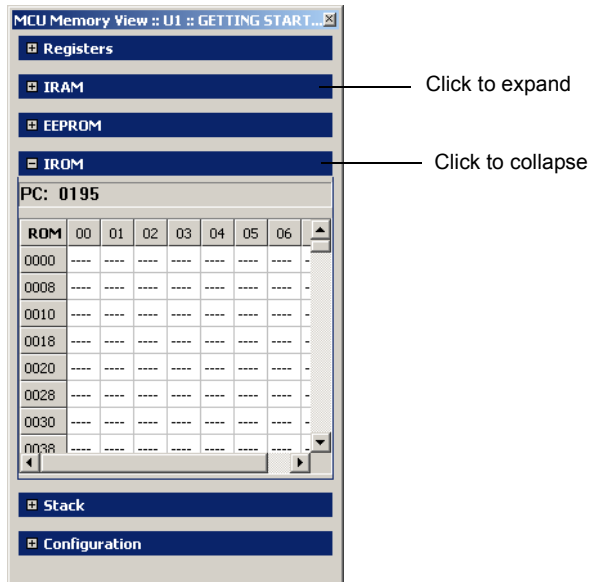 MCU Memory View :: U1 :: GETTING START...
Registers
IRAM
Click to expand
EEPROM
IROM
Click to collapse
PC: 0195
ROM 00 01 02 03 04 05 06
0000 ---- ---- ---- ---- ---- ---- ---- -
0008 ---- ---- ---- ---- ---- ---- ---- -
0010 ---- ---- ---- ---- ---- ---- ---- -
0018 ---- ---- ---- ---- ---- ---- ---- -
0020 ---- ---- ---- ---- ---- ---- ---- -
0028 ---- ---- ---- ---- ---- ---- ---- -
0030 ---- ---- ---- ---- ---- ---- ---- -
0038 ---- ---- ---- ---- ---- ---- ---- -
Stack
Configuration